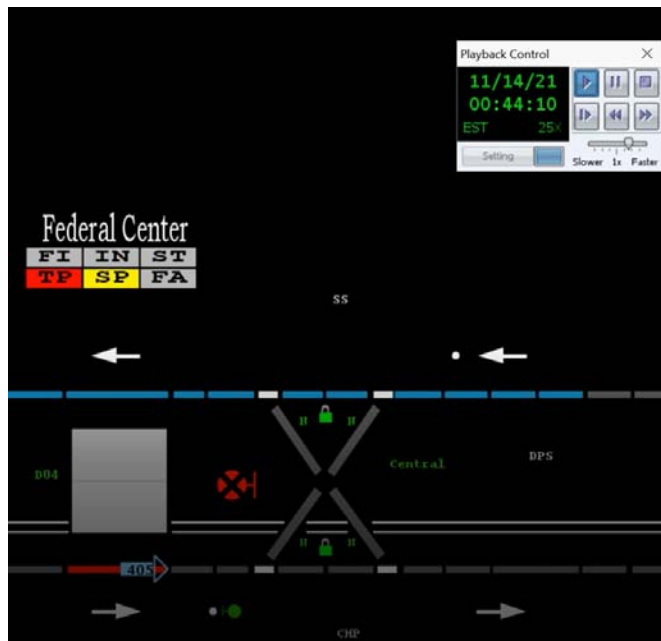 Playback Control
11/14/21
00:44:10
EST 25X
Setting
Slower 1x Faster
Federal Center
FI IN ST
TP SP FA
SS
N N
D04
Central
DPS
N N
405
CHP